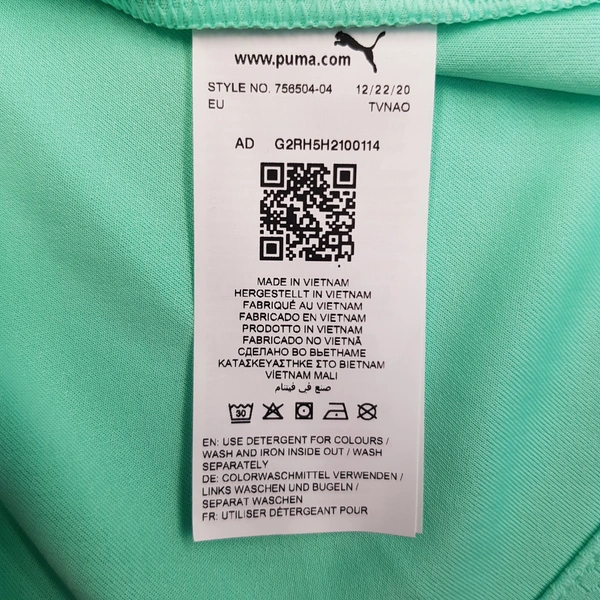 www.puma.com
STYLE NO. 756504-04 12/22/20
EU TVNAO
AD G2RH5H2100114
MADE IN VIETNAM
HERGESTELLT IN VIETNAM
FABRIQUÉ AU VIETNAM
FABRICADO EN VIETNAM
PRODOTTO IN VIETNAM
FABRICADO NO VIETNÃ
СДЕЛАНО ВО ВЬЕТНАМЕ
ΚΑΤΑΣΚΕΥΑΣΤΗΚΕ ΣΤΟ ΒΙΕΤΝΑΜ
VİETNAM MALI
صنع في فيتنام
30
EN: USE DETERGENT FOR COLOURS /
WASH AND IRON INSIDE OUT / WASH
SEPARATELY
DE: COLORWASCHMITTEL VERWENDEN /
LINKS WASCHEN UND BUGELN /
SEPARAT WASCHEN
FR: UTILISER DÉTERGEANT POUR